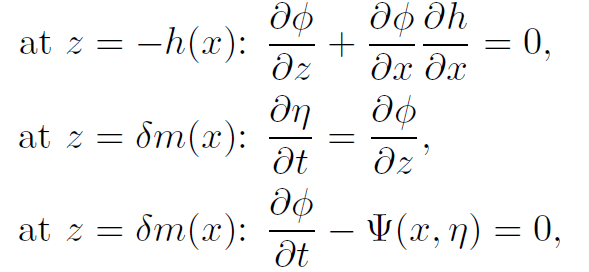 at z = −h(x): ∂φ/∂z + ∂φ/∂x ∂h/∂x = 0,
at z = δm(x): ∂η/∂t = ∂φ/∂z,
at z = δm(x): ∂φ/∂t − Ψ(x, η) = 0,